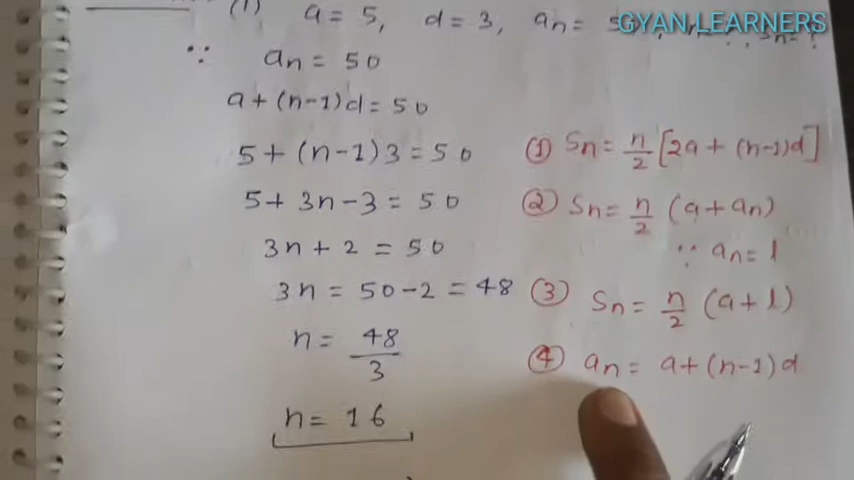 (1) a = 5, d = 3, an =
GYAN LEARNERS
∵ an = 50
a + (n-1)d = 50
5 + (n-1)3 = 50
5 + 3n - 3 = 50
3n + 2 = 50
3n = 50 - 2 = 48
n = 48/3
n = 16
(1) Sn = n/2 [2a + (n-1)d]
(2) Sn = n/2 (a + an)
∵ an = l
(3) Sn = n/2 (a + l)
(4) an = a + (n-1)d